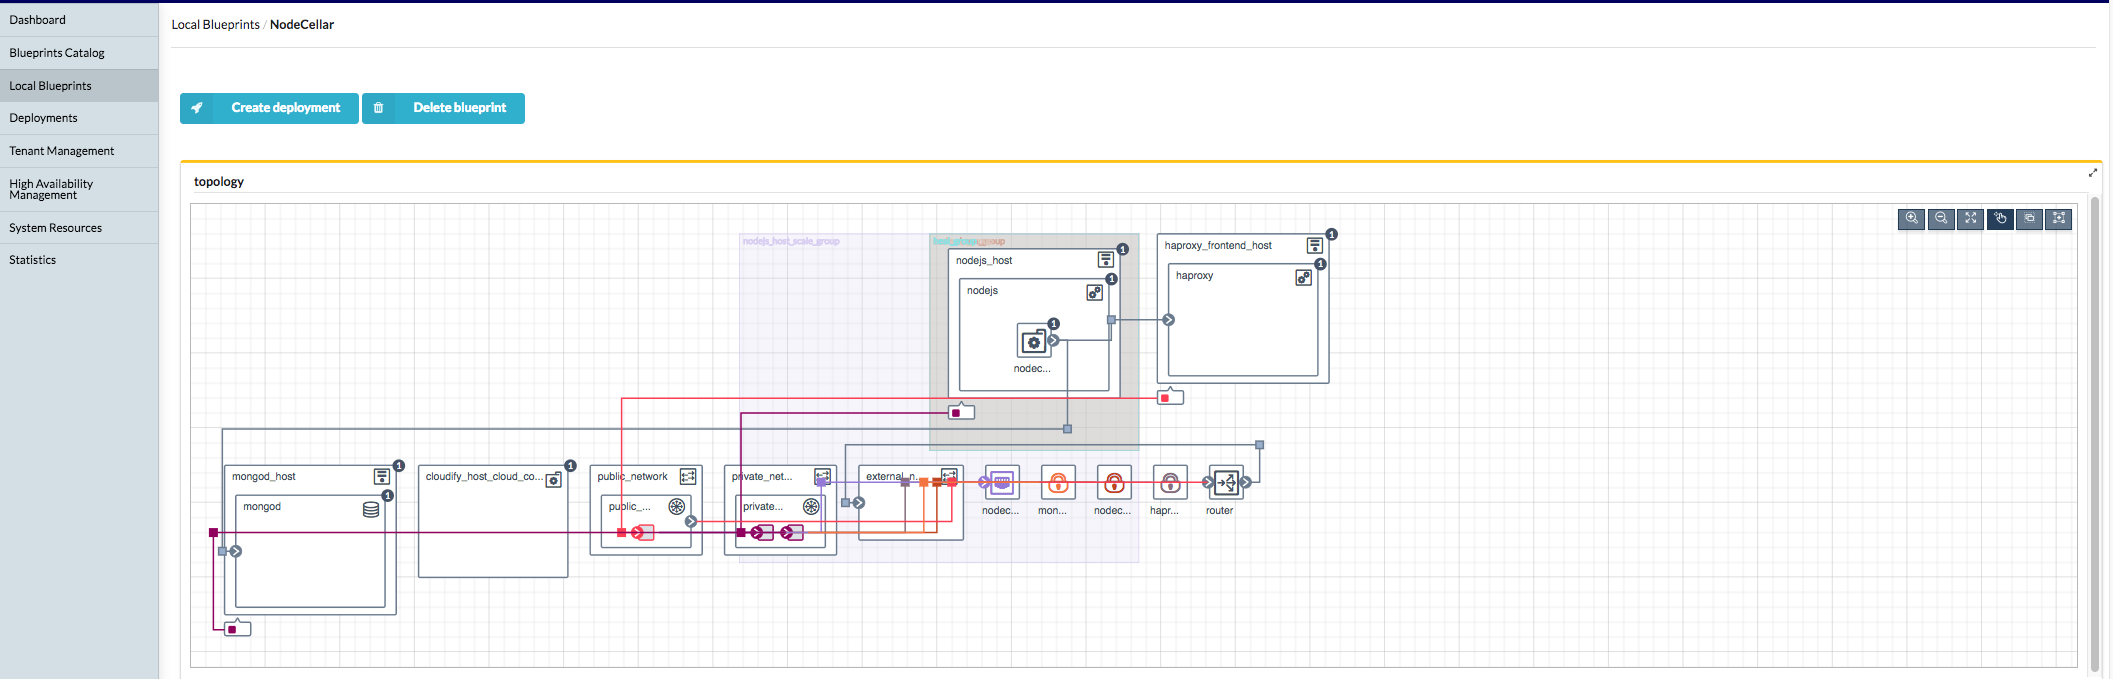 Dashboard
Blueprints Catalog
Local Blueprints
Deployments
Tenant Management
High Availability
Management
System Resources
Statistics
Local Blueprints / NodeCellar
Create deployment
Delete blueprint
topology
nodejs_host_scale_group
nodejs_host
1
nodejs
1
1
nodec...
haproxy_frontend_host
1
haproxy
1
mongod_host
1
mongod
1
cloudify_host_cloud_co...
1
public_network
public_...
private_net...
private...
external_n...
nodec...
mon...
nodec...
hapr...
router